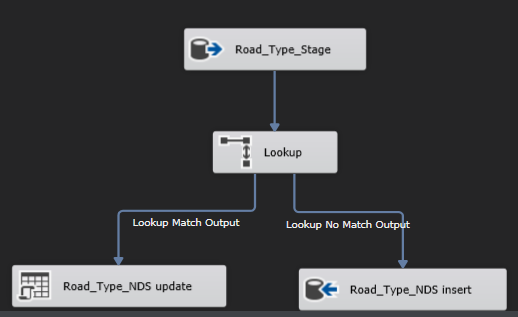 Road_Type_Stage
Lookup
Lookup Match Output
Lookup No Match Output
Road_Type_NDS update
Road_Type_NDS insert